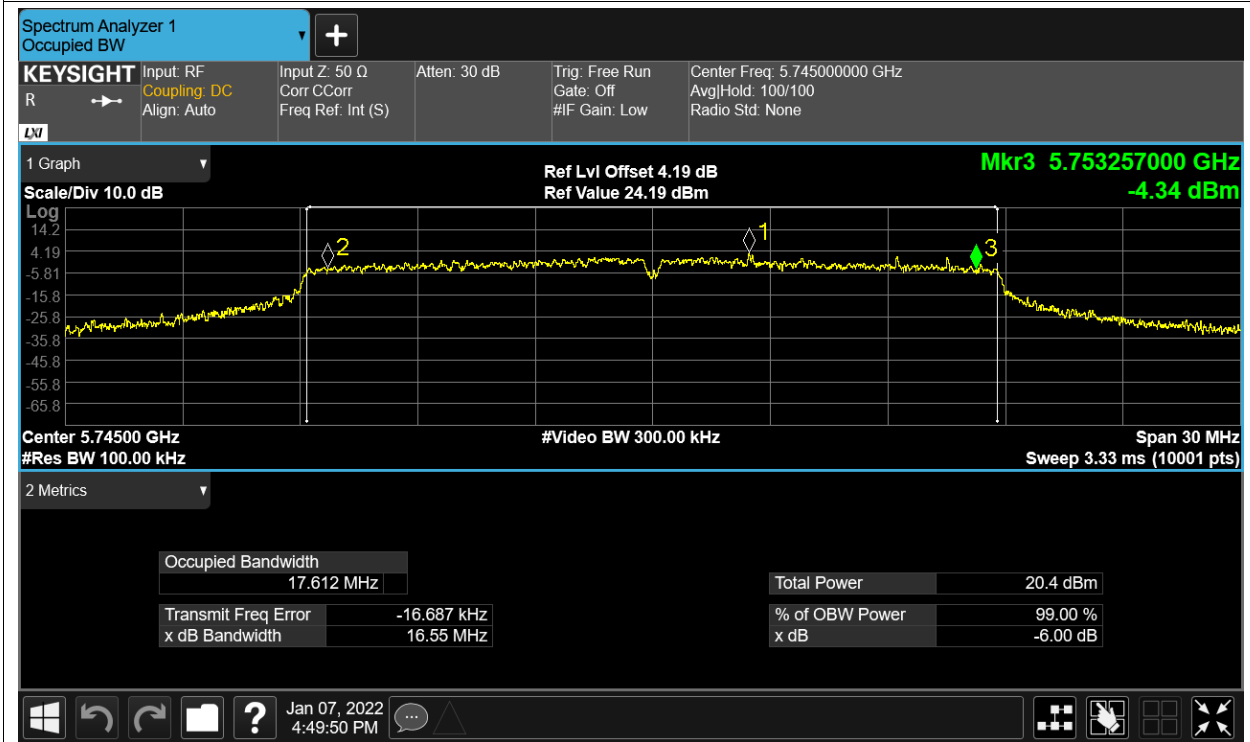 Spectrum Analyzer 1
Occupied BW
+
KEYSIGHT Input: RF Input Z: 50 Ω Atten: 30 dB Trig: Free Run Center Freq: 5.745000000 GHz
R Coupling: DC Corr CCorr Gate: Off Avg|Hold: 100/100
Align: Auto Freq Ref: Int (S) #IF Gain: Low Radio Std: None
LXI
1 Graph
Ref Lvl Offset 4.19 dB
Mkr3 5.753257000 GHz
Scale/Div 10.0 dB Ref Value 24.19 dBm -4.34 dBm
Log
14.2
4.19
-5.81
-15.8
-25.8
-35.8
-45.8
-55.8
-65.8
2
1
3
Center 5.74500 GHz #Video BW 300.00 kHz Span 30 MHz
#Res BW 100.00 kHz Sweep 3.33 ms (10001 pts)
2 Metrics
Occupied Bandwidth
17.612 MHz Total Power 20.4 dBm
Transmit Freq Error -16.687 kHz % of OBW Power 99.00 %
x dB Bandwidth 16.55 MHz x dB -6.00 dB
? Jan 07, 2022
4:49:50 PM